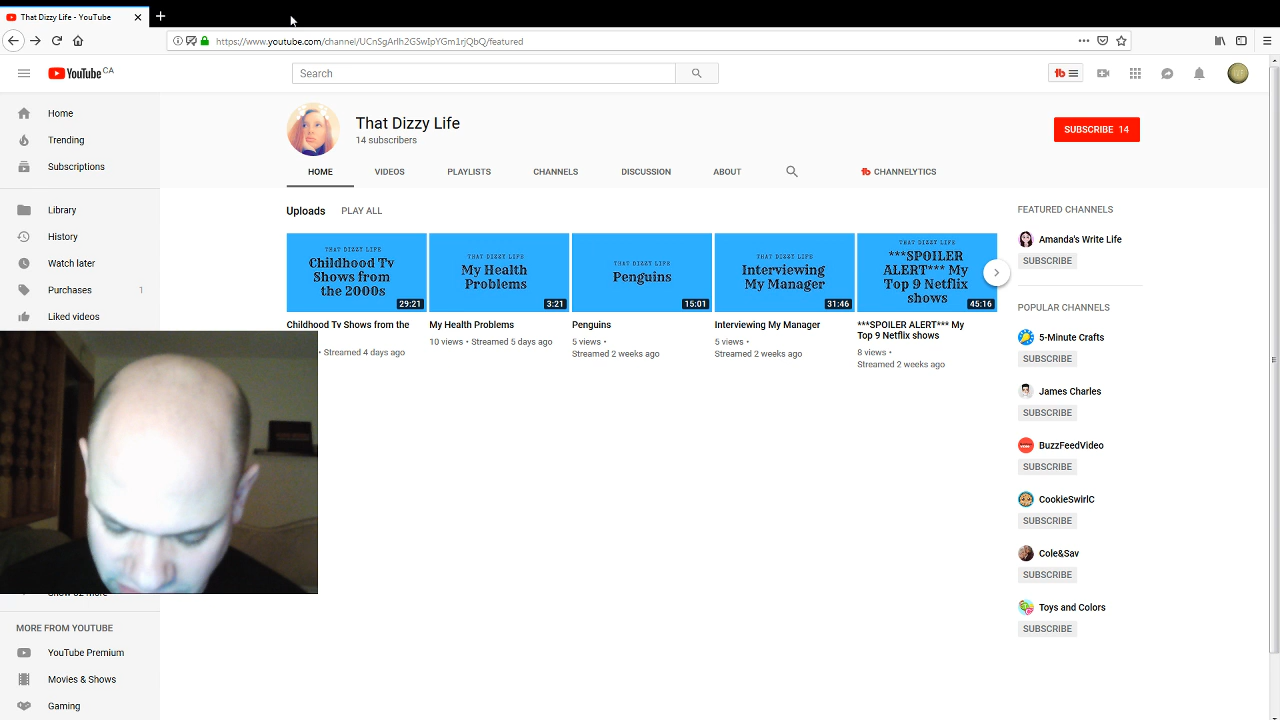 That Dizzy Life - YouTube
https://www.youtube.com/channel/UCnSgArIh2GSwIpYGm1rjQbQ/featured
YouTube CA
Search
Home
Trending
Subscriptions
Library
History
Watch later
Purchases 1
Liked videos
MORE FROM YOUTUBE
YouTube Premium
Movies & Shows
Gaming
That Dizzy Life
14 subscribers
SUBSCRIBE 14
HOME VIDEOS PLAYLISTS CHANNELS DISCUSSION ABOUT CHANNELYTICS
Uploads PLAY ALL
THAT DIZZY LIFE
Childhood Tv
Shows from
the 2000s
29:21
Childhood Tv Shows from the
• Streamed 4 days ago
THAT DIZZY LIFE
My Health
Problems
3:21
My Health Problems
10 views • Streamed 5 days ago
THAT DIZZY LIFE
Penguins
15:01
Penguins
5 views •
Streamed 2 weeks ago
THAT DIZZY LIFE
Interviewing
My Manager
31:46
Interviewing My Manager
5 views •
Streamed 2 weeks ago
THAT DIZZY LIFE
***SPOILER
ALERT*** My
Top 9 Netflix
shows
45:16
***SPOILER ALERT*** My
Top 9 Netflix shows
8 views •
Streamed 2 weeks ago
FEATURED CHANNELS
Amanda's Write Life
SUBSCRIBE
POPULAR CHANNELS
5-Minute Crafts
SUBSCRIBE
James Charles
SUBSCRIBE
BuzzFeedVideo
SUBSCRIBE
CookieSwirlC
SUBSCRIBE
Cole&Sav
SUBSCRIBE
Toys and Colors
SUBSCRIBE